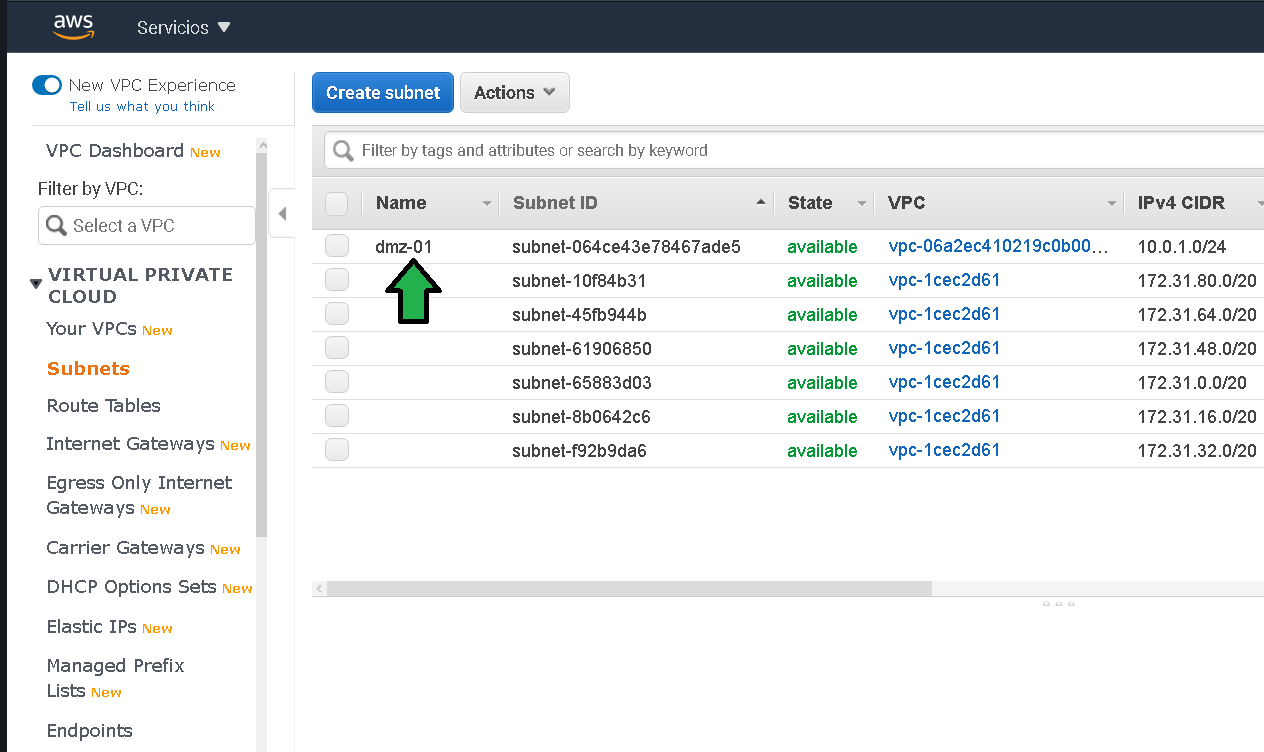 aws Servicios
New VPC Experience
Tell us what you think
VPC Dashboard New
Filter by VPC:
Select a VPC
VIRTUAL PRIVATE
CLOUD
Your VPCs New
Subnets
Route Tables
Internet Gateways New
Egress Only Internet
Gateways New
Carrier Gateways New
DHCP Options Sets New
Elastic IPs New
Managed Prefix
Lists New
Endpoints
Create subnet Actions
Filter by tags and attributes or search by keyword
Name Subnet ID State VPC IPv4 CIDR
dmz-01 subnet-064ce43e78467ade5 available vpc-06a2ec410219c0b00... 10.0.1.0/24
subnet-10f84b31 available vpc-1cec2d61 172.31.80.0/20
subnet-45fb944b available vpc-1cec2d61 172.31.64.0/20
subnet-61906850 available vpc-1cec2d61 172.31.48.0/20
subnet-65883d03 available vpc-1cec2d61 172.31.0.0/20
subnet-8b0642c6 available vpc-1cec2d61 172.31.16.0/20
subnet-f92b9da6 available vpc-1cec2d61 172.31.32.0/20